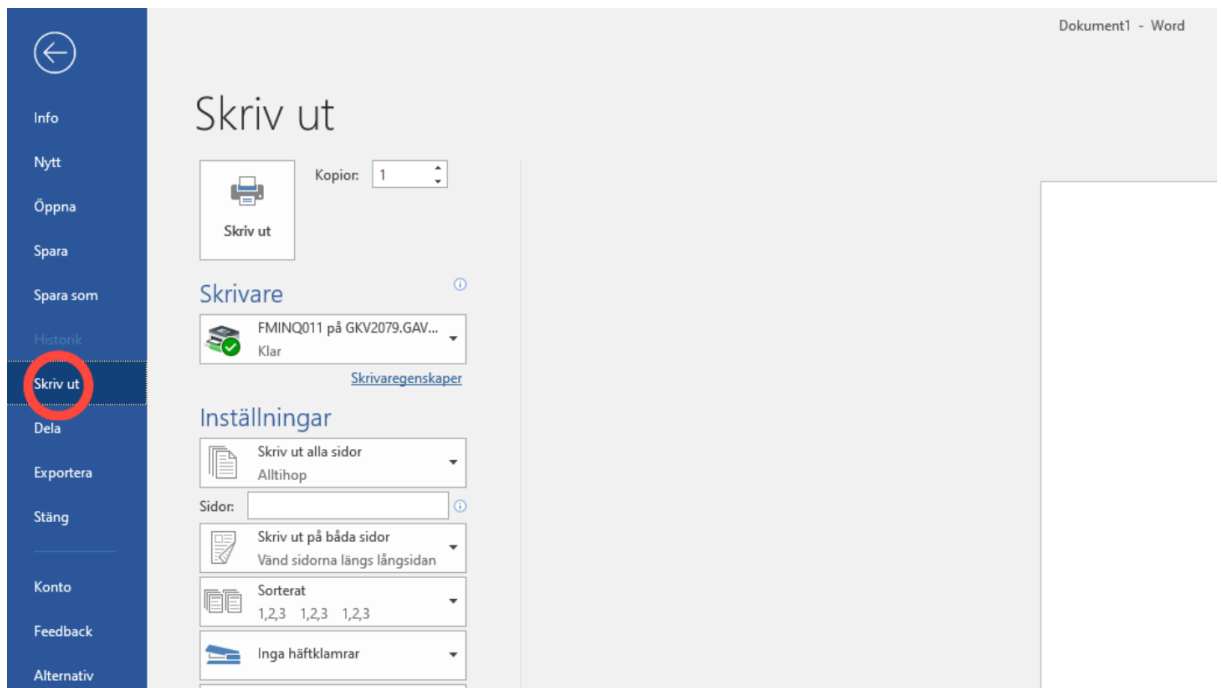 Dokument1 - Word
Info
Nytt
Öppna
Spara
Spara som
Historik
Skriv ut
Dela
Exportera
Stäng
Konto
Feedback
Alternativ
Skriv ut
Skriv ut
Kopior: 1
Skrivare
FMINQ011 på GKV2079.GAV...
Klar
Skrivaregenskaper
Inställningar
Skriv ut alla sidor
Alltihop
Sidor:
Skriv ut på båda sidor
Vänd sidorna längs långsidan
Sorterat
1,2,3 1,2,3 1,2,3
Inga häftklamrar